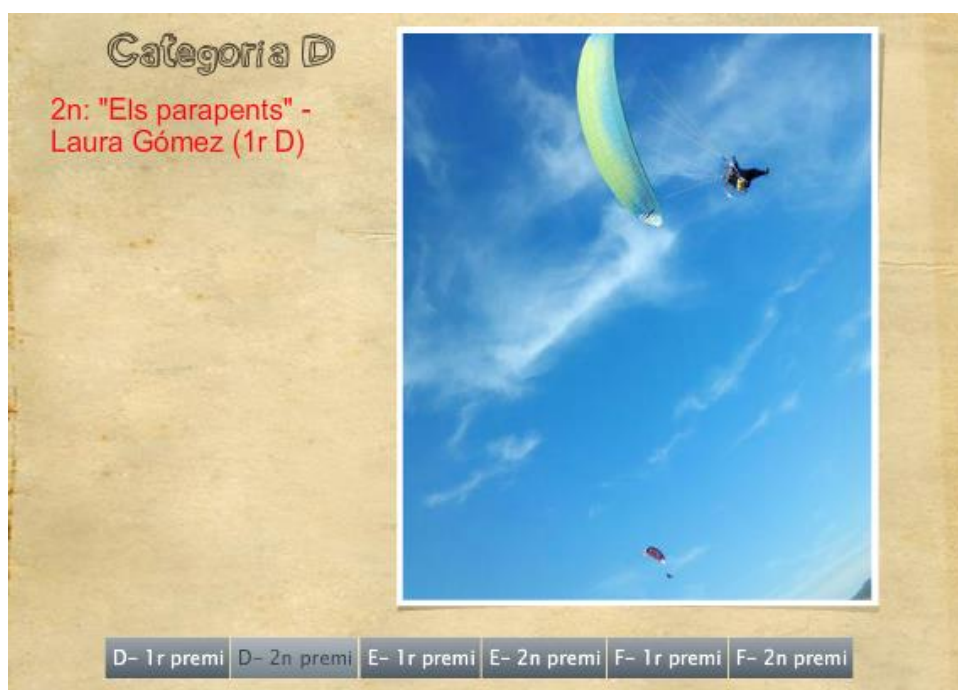 Categoria D
2n: "Els parapents" -
Laura Gómez (1r D)
D- 1r premi D- 2n premi E- 1r premi E- 2n premi F- 1r premi F- 2n premi